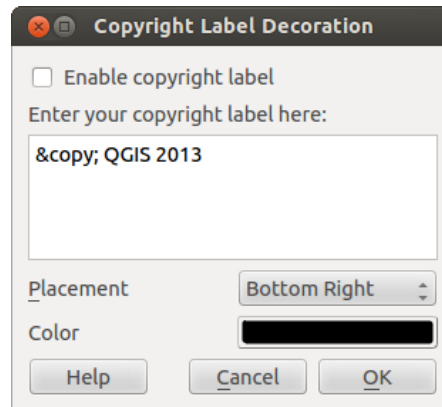 Copyright Label Decoration
Enable copyright label
Enter your copyright label here:
&copy; QGIS 2013
Placement
Bottom Right
Color
Help
Cancel
OK